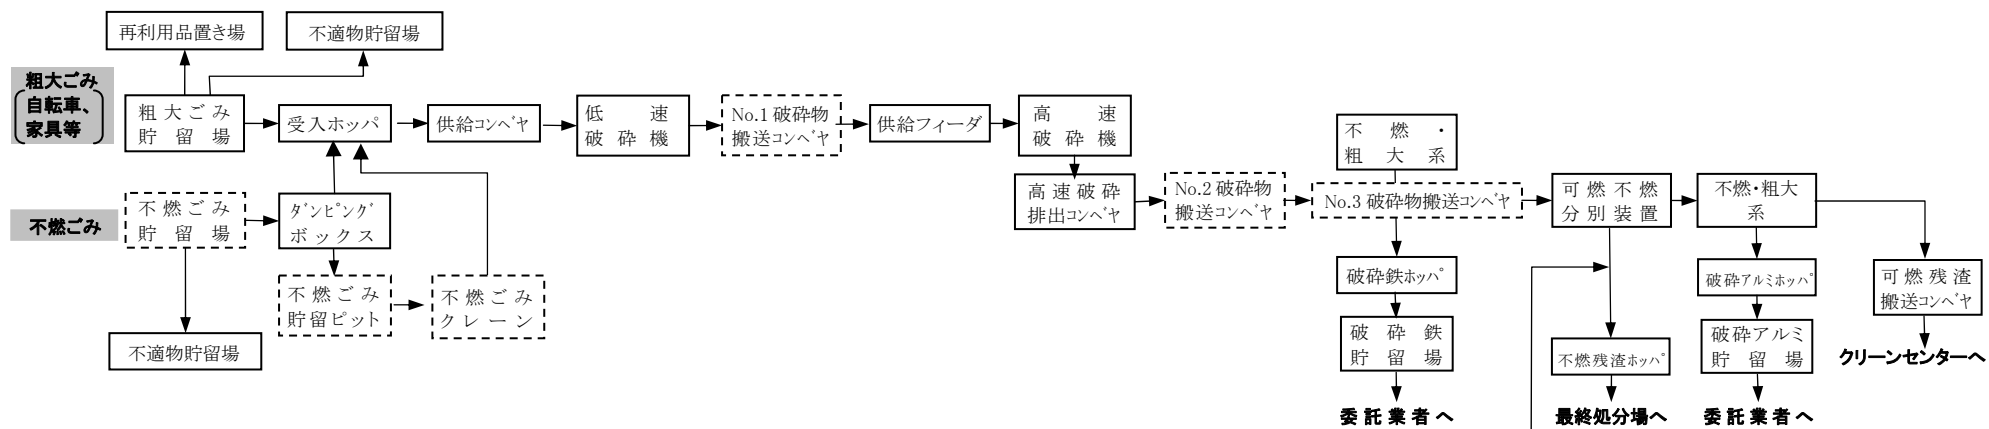 再利用品置き場
不適物貯留場
粗大ごみ
自転車、
家具等
粗大ごみ
貯留場
受入ホッパ
供給コンベヤ
低速
破砕機
No.1破砕物
搬送コンベヤ
供給フィーダ
高速
破砕機
不燃・
粗大系
不燃ごみ
不燃ごみ
貯留場
ダンピング
ボックス
高速破砕
排出コンベヤ
No.2破砕物
搬送コンベヤ
No.3破砕物搬送コンベヤ
可燃不燃
分別装置
不燃・粗大
系
不燃ごみ
貯留ピット
不燃ごみ
クレーン
破砕鉄ホッパ
破砕アルミホッパ
可燃残渣
搬送コンベヤ
不適物貯留場
破砕鉄
貯留場
不燃残渣ホッパ
破砕アルミ
貯留場
クリーンセンターへ
委託業者へ
最終処分場へ
委託業者へ